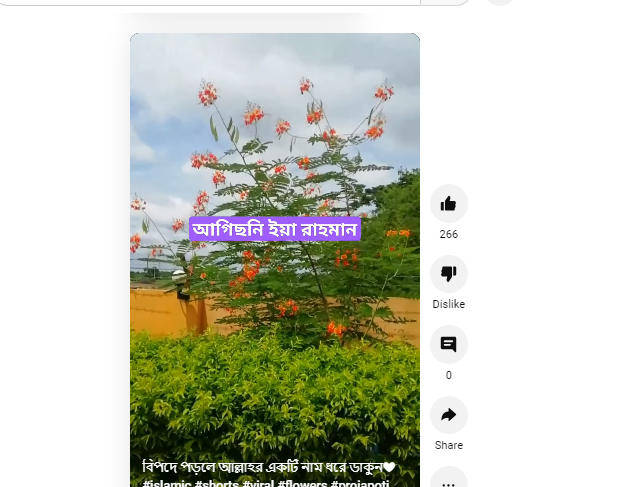 আগিছনি ইয়া রাহমান
266
Dislike
0
Share
বিপদে পড়লে আল্লাহর একটি নাম ধরে ডাকুন🤍
#islamic #shorts #viral #flowers #projapoti